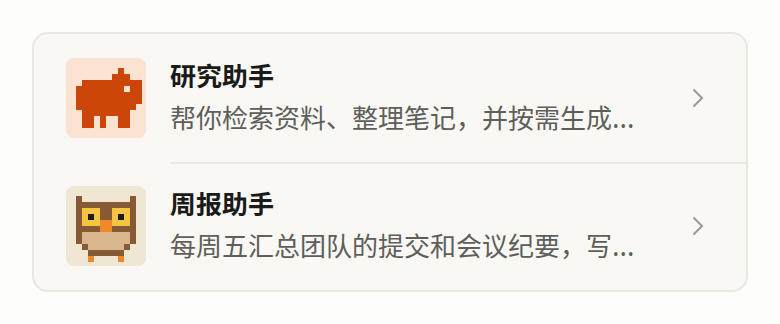 研究助手
帮你检索资料、整理笔记，并按需生成...
周报助手
每周五汇总团队的提交和会议纪要，写...